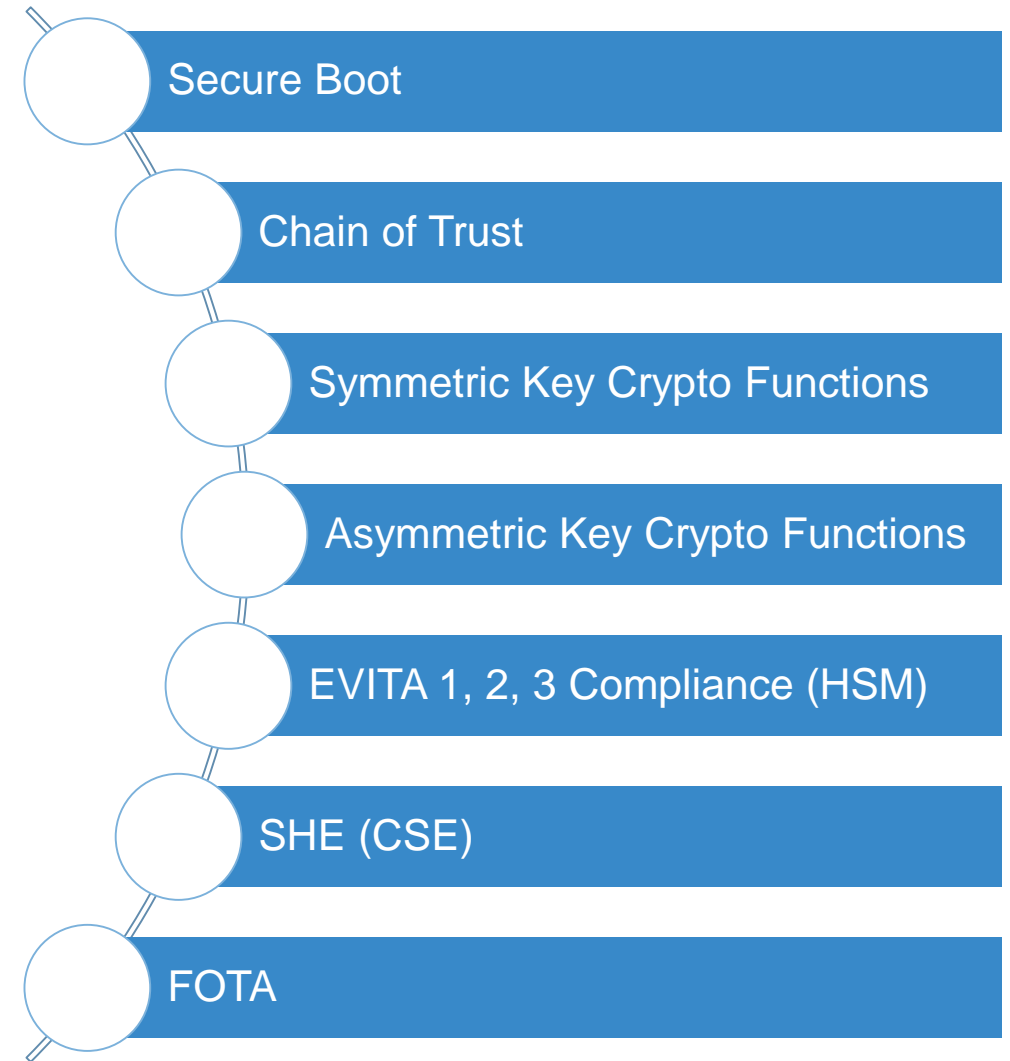 Secure Boot
Chain of Trust
Symmetric Key Crypto Functions
Asymmetric Key Crypto Functions
EVITA 1, 2, 3 Compliance (HSM)
SHE (CSE)
FOTA